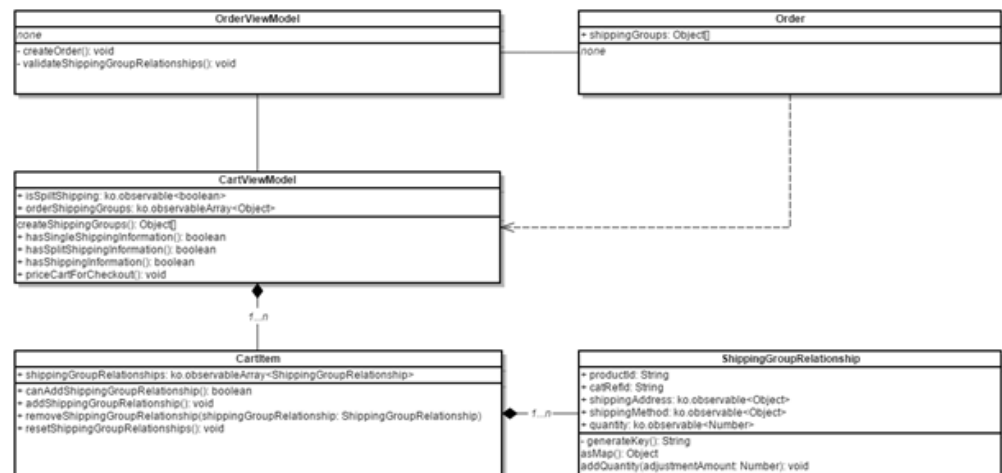 OrderViewModel
none
- createOrder(): void
- validateShippingGroupRelationships(): void
Order
+ shippingGroups: Object[]
none
CartViewModel
+ isSplitShipping: ko.observable<boolean>
+ orderShippingGroups: ko.observableArray<Object>
createShippingGroups(): Object[]
+ hasSingleShippingInformation(): boolean
+ hasSplitShippingInformation(): boolean
+ hasShippingInformation(): boolean
+ priceCartForCheckout(): void
1...n
CartItem
+ shippingGroupRelationships: ko.observableArray<ShippingGroupRelationship>
+ canAddShippingGroupRelationship(): boolean
+ addShippingGroupRelationship(): void
+ removeShippingGroupRelationship(shippingGroupRelationship: ShippingGroupRelationship)
+ resetShippingGroupRelationships(): void
1...n
ShippingGroupRelationship
+ productId: String
+ catRefId: String
+ shippingAddress: ko.observable<Object>
+ shippingMethod: ko.observable<Object>
+ quantity: ko.observable<Number>
- generateKey(): String
asMap(): Object
addQuantity(adjustmentAmount: Number): void